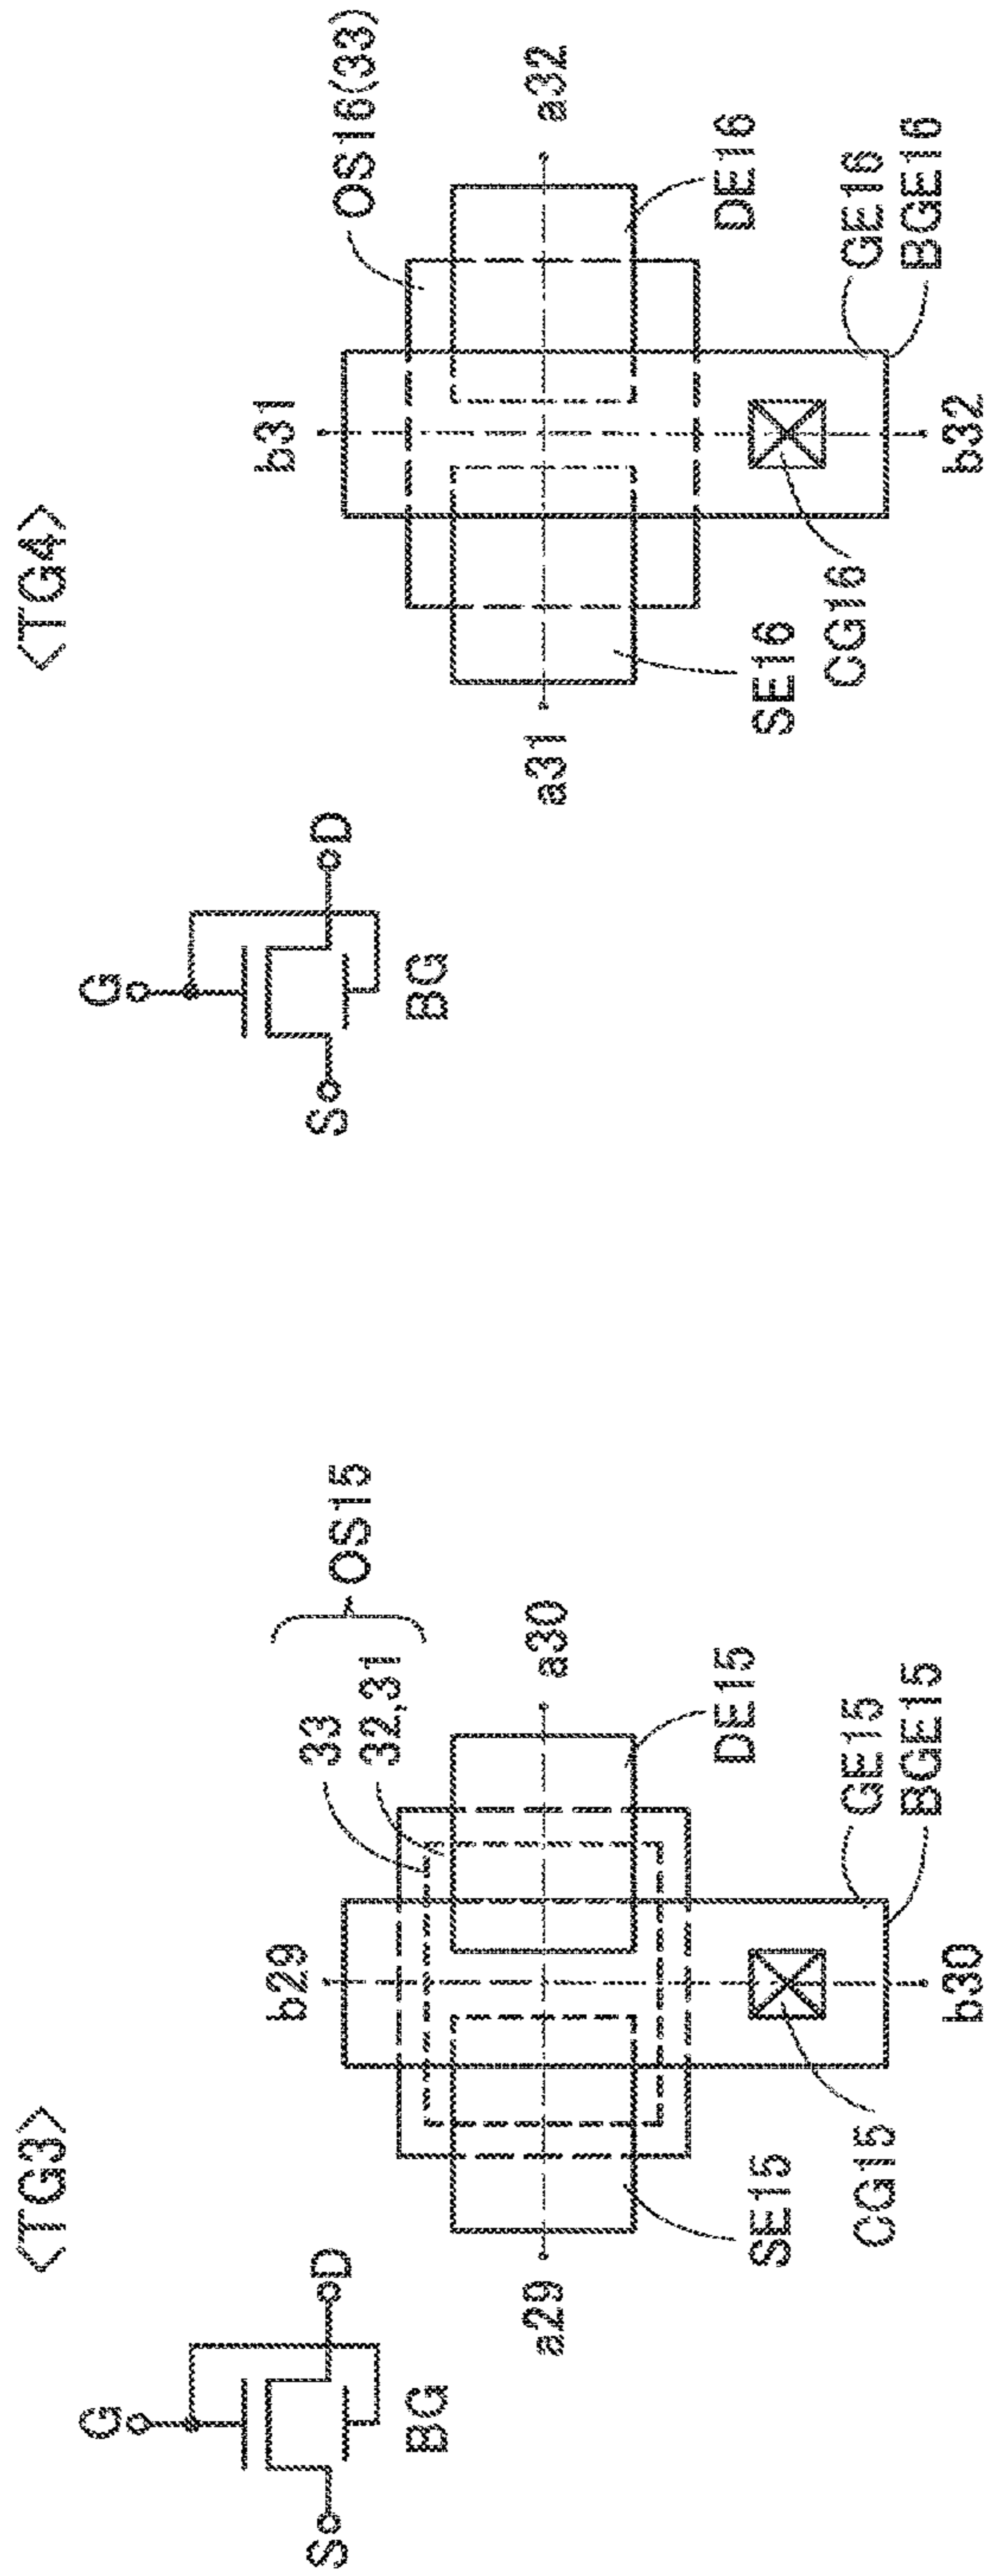 <TG3>
G
S
D
BG
b29
33
32,31
OS15
a29
a30
SE15
DE15
CG15
GE15
BGE15
b30
<TG4>
G
S
D
BG
b31
OS16(33)
a31
a32
SE16
DE16
CG16
GE16
BGE16
b32